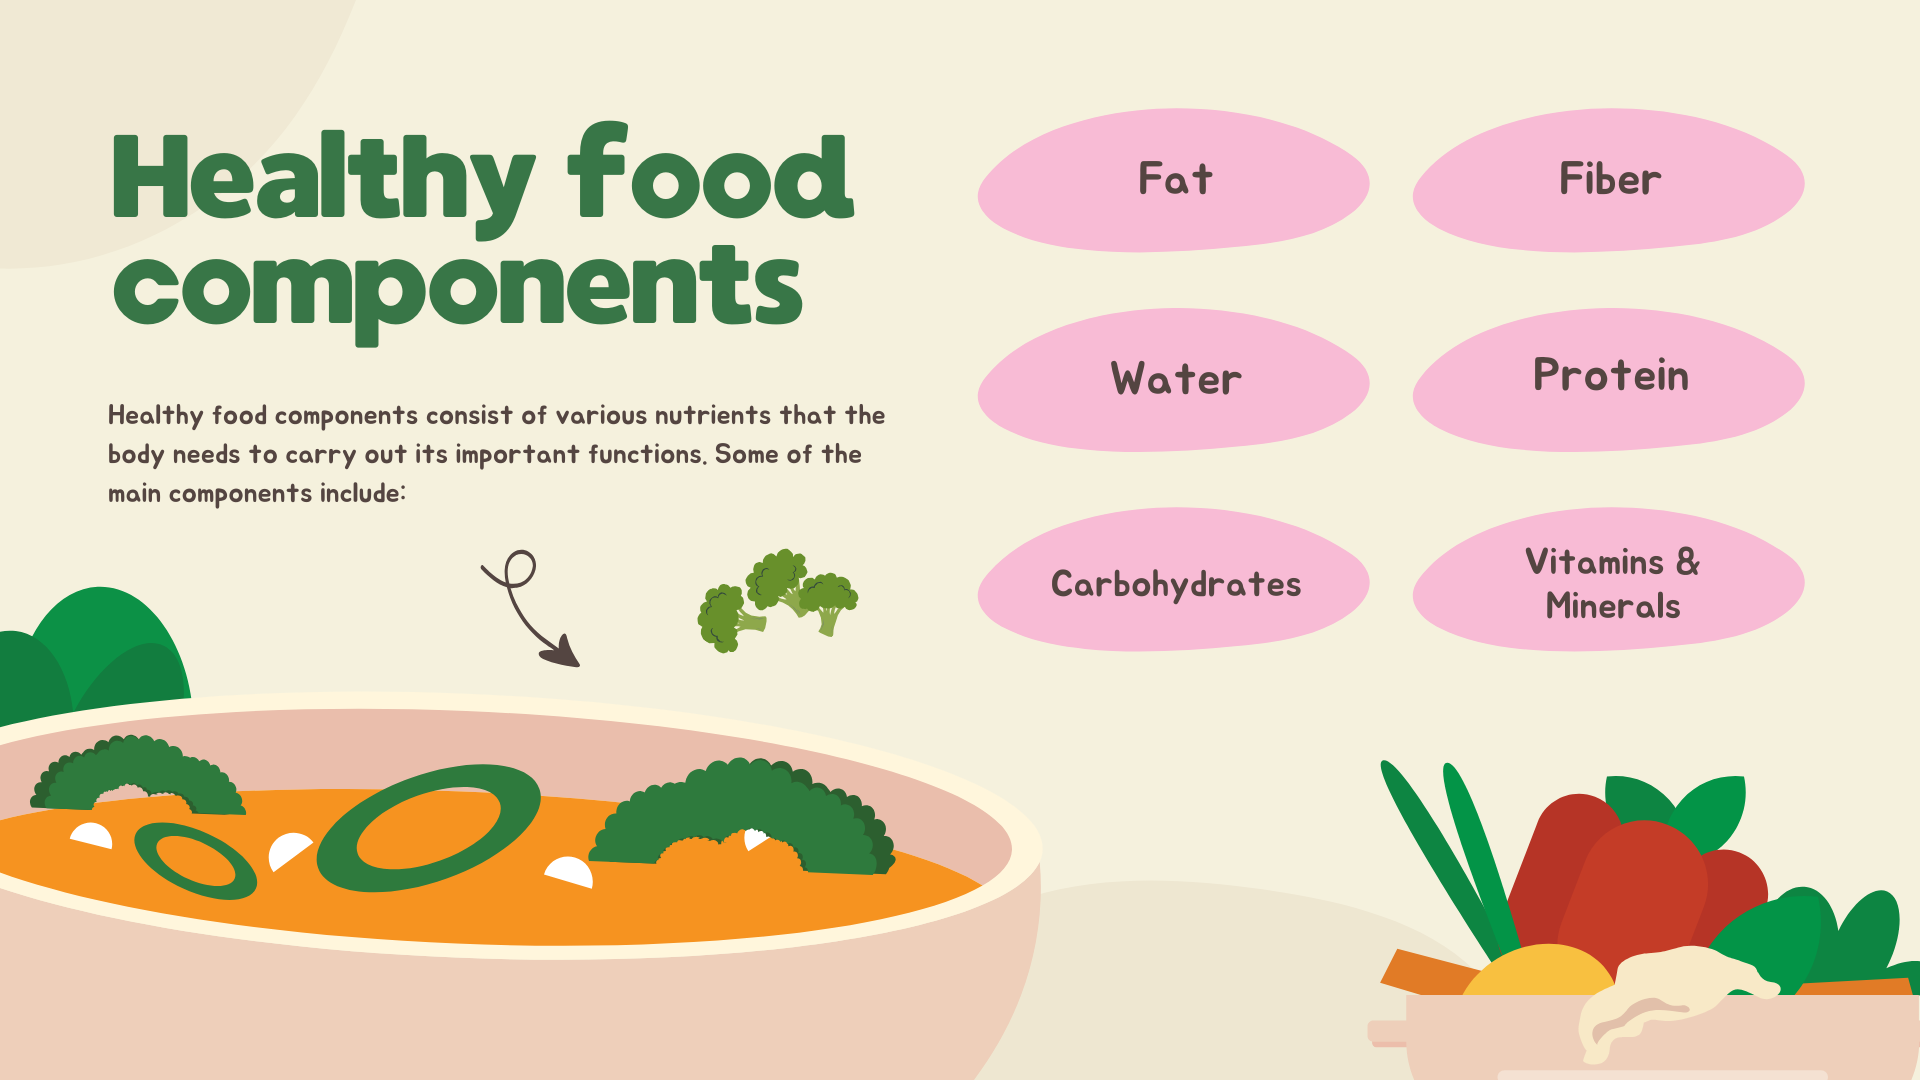 Healthy food
components
Healthy food components consist of various nutrients that the
body needs to carry out its important functions. Some of the
main components include:
Fat
Fiber
Water
Protein
Carbohydrates
Vitamins &
Minerals